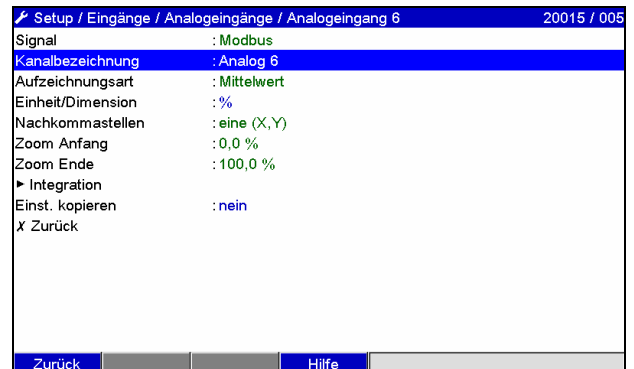 Setup / Eingänge / Analogeingänge / Analogeingang 6 20015 / 005
Signal : Modbus
Kanalbezeichnung : Analog 6
Aufzeichnungsart : Mittelwert
Einheit/Dimension : %
Nachkommastellen : eine (X,Y)
Zoom Anfang : 0,0 %
Zoom Ende : 100,0 %
► Integration
Einst. kopieren : nein
X Zurück
Zurück Hilfe